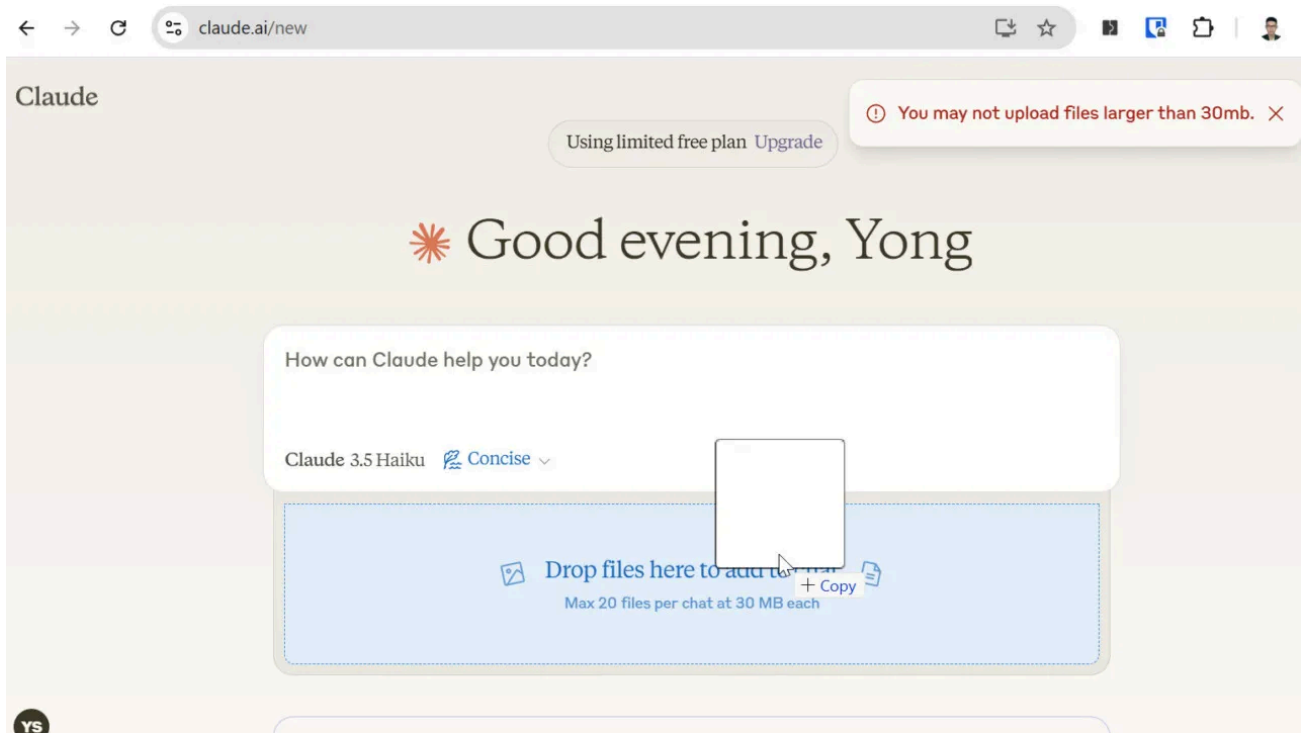 claude.ai/new
Claude
You may not upload files larger than 30mb.
Using limited free plan Upgrade
Good evening, Yong
How can Claude help you today?
Claude 3.5 Haiku Concise
Drop files here to add to
+ Copy
Max 20 files per chat at 30 MB each
YS